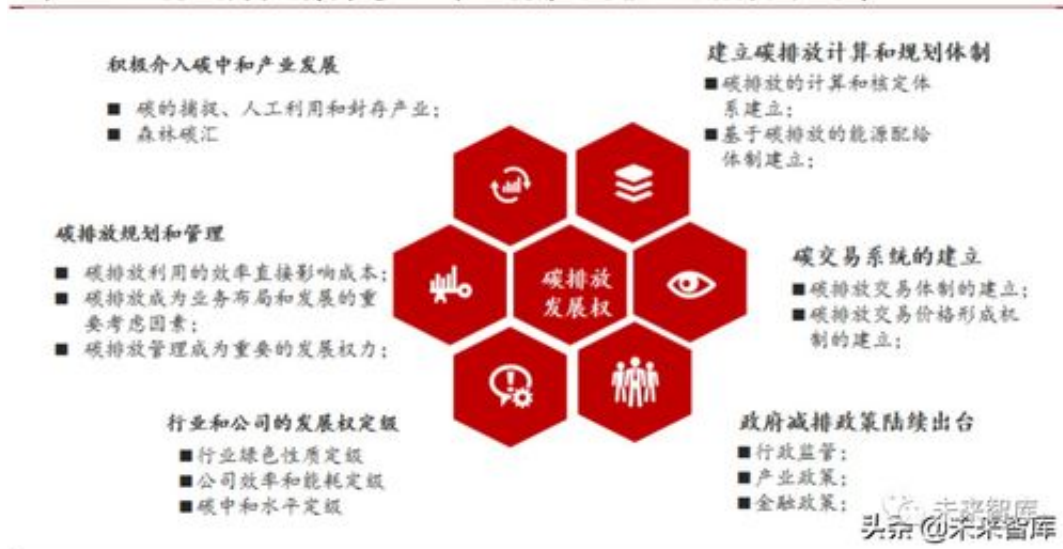 积极介入碳中和产业发展
■ 碳的捕捉、人工利用和封存产业；
■ 森林碳汇
建立碳排放计算和规划体制
■碳排放的计算和核定体
系建立；
■基于碳排放的能源配给
体制建立；
碳排放规划和管理
■ 碳排放利用的效率直接影响成本；
■ 碳排放成为业务布局和发展的重
要考虑因素；
■ 碳排放管理成为重要的发展权力；
碳排放
发展权
碳交易系统的建立
■碳排放交易体制的建立；
■碳排放交易价格形成机
制的建立；
行业和公司的发展权定级
■行业绿色性质定级
■公司效率和能耗定级
■碳中和水平定级
政府减排政策陆续出台
■行政监管；
■产业政策；
■金融政策；
未来智库
头条 @未来智库